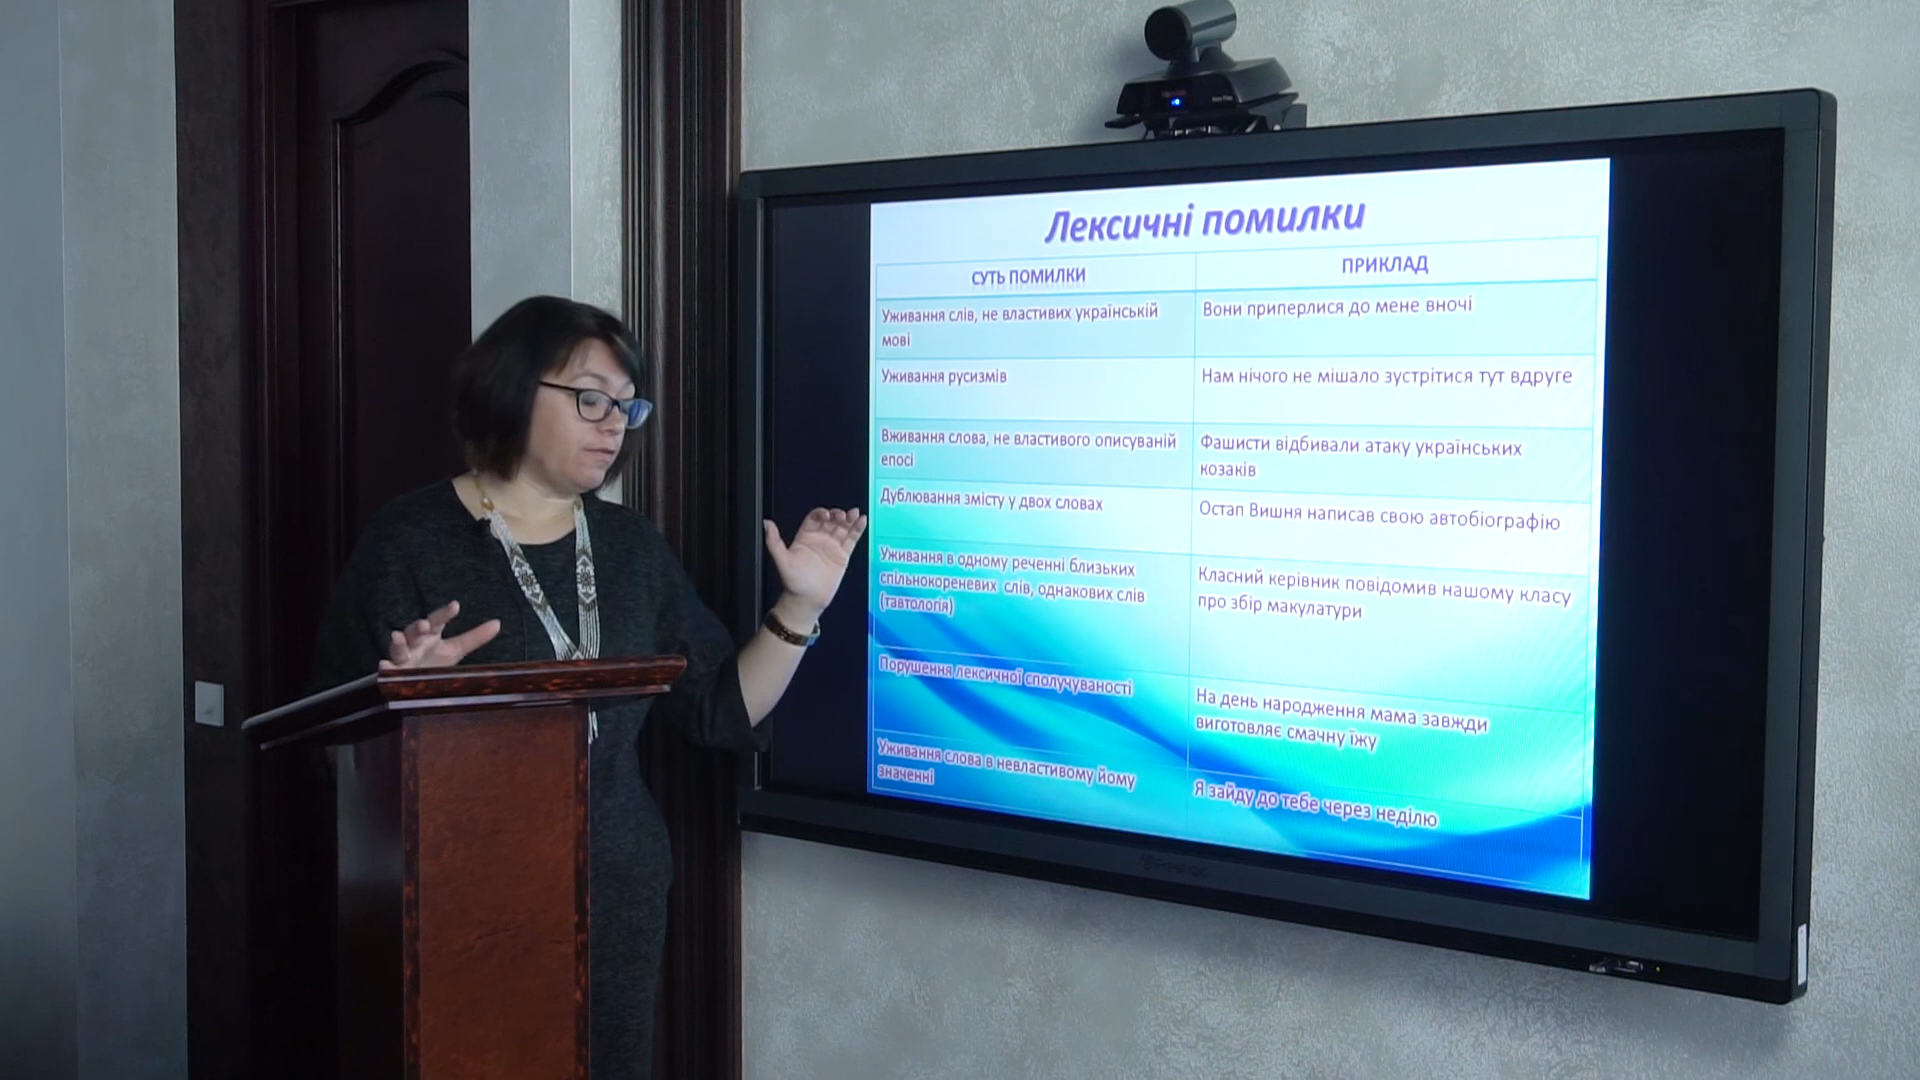 Лексичні помилки
СУТЬ ПОМИЛКИ
ПРИКЛАД
Уживання слів, не властивих українській
мові
Вони приперлися до мене вночі
Уживання русизмів
Нам нічого не мішало зустрітися тут вдруге
Вживання слова, не властивого описуваній
епосі
Фашисти відбивали атаку українських
козаків
Дублювання змісту у двох словах
Остап Вишня написав свою автобіографію
Уживання в одному реченні близьких
спільнокореневих слів, однакових слів
(тавтологія)
Класний керівник повідомив нашому класу
про збір макулатури
Порушення лексичної сполучуваності
На день народження мама завжди
виготовляє смачну їжу
Уживання слова в невластивому йому
значенні
Я зайду до тебе через неділю